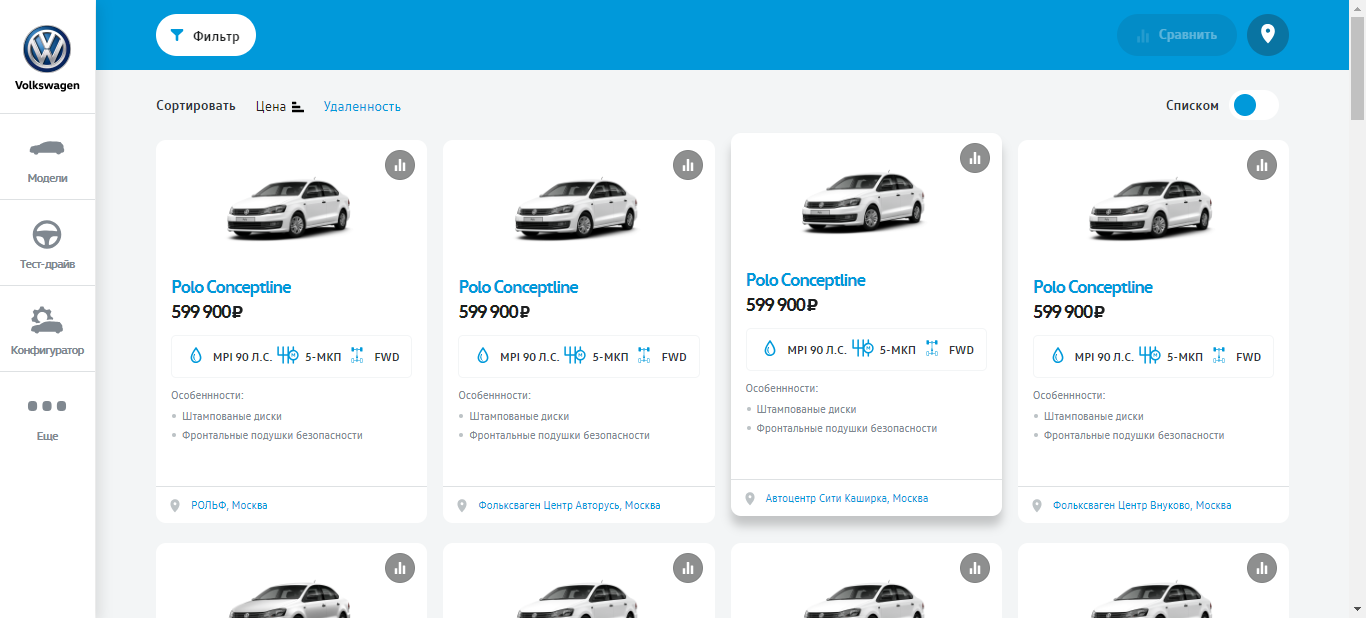 Volkswagen
Модели
Тест-драйв
Конфигуратор
Еще
Фильтр
Сравнить
Сортировать Цена Удаленность
Списком
Polo Conceptline
599 900₽
MPI 90 Л.С. 5-МКП FWD
Особеннности:
Штампованые диски
Фронтальные подушки безопасности
РОЛЬФ, Москва
Polo Conceptline
599 900₽
MPI 90 Л.С. 5-МКП FWD
Особеннности:
Штампованые диски
Фронтальные подушки безопасности
Фольксваген Центр Авторусь, Москва
Polo Conceptline
599 900₽
MPI 90 Л.С. 5-МКП FWD
Особеннности:
Штампованые диски
Фронтальные подушки безопасности
Автоцентр Сити Каширка, Москва
Polo Conceptline
599 900₽
MPI 90 Л.С. 5-МКП FWD
Особеннности:
Штампованые диски
Фронтальные подушки безопасности
Фольксваген Центр Внуково, Москва